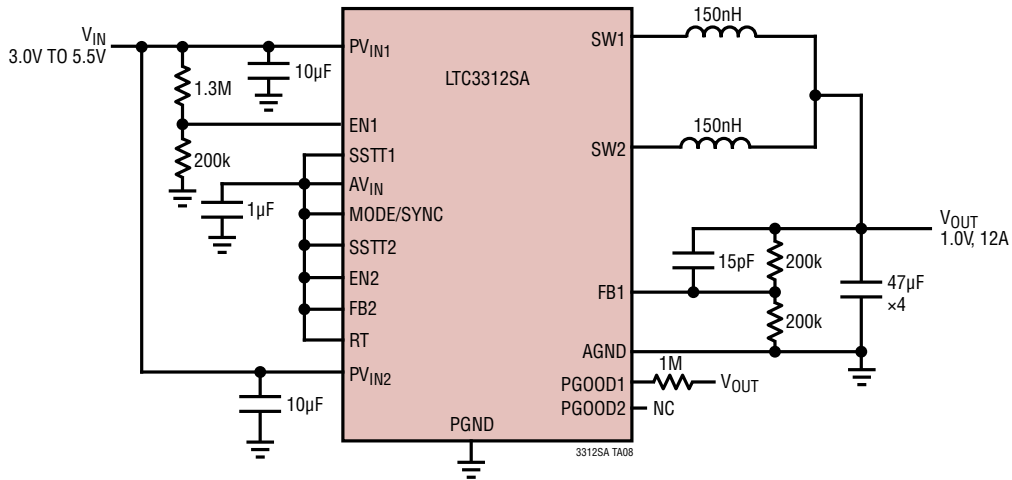 V_IN
3.0V TO 5.5V
1.3M
200k
10µF
1µF
10µF
LTC3312SA
PV_IN1
EN1
SSTT1
AV_IN
MODE/SYNC
SSTT2
EN2
FB2
RT
PV_IN2
PGND
SW1
SW2
FB1
AGND
PGOOD1
PGOOD2
150nH
150nH
15pF
200k
200k
47µF
×4
V_OUT
1.0V, 12A
1M
V_OUT
NC
3312SA TA08